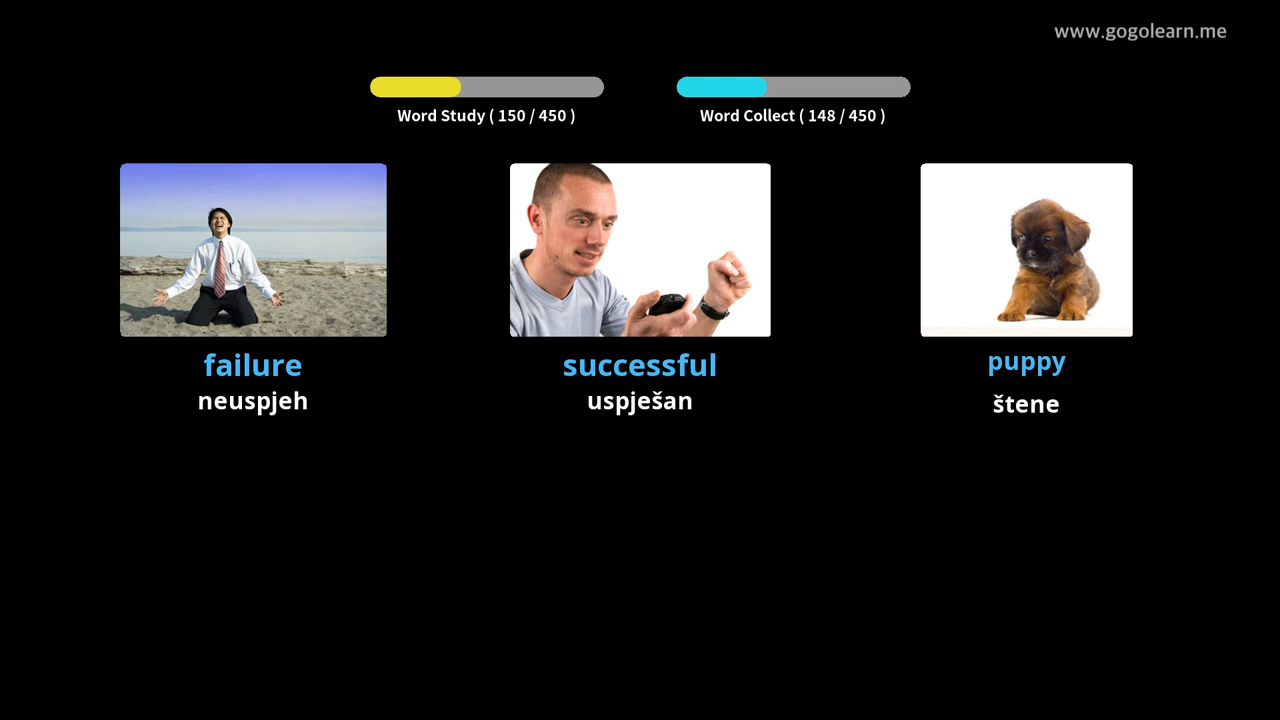 www.gogolearn.me
Word Study ( 150 / 450 )
Word Collect ( 148 / 450 )
failure
neuspjeh
successful
uspješan
puppy
štene